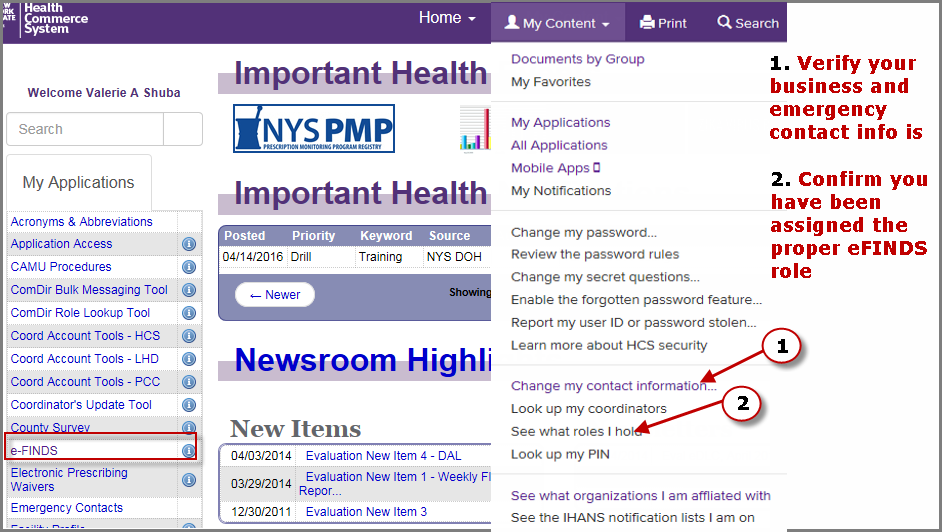 Health
Commerce
System
Home
My Content
Print
Search
Welcome Valerie A Shuba
Search
My Applications
Acronyms & Abbreviations
Application Access
CAMU Procedures
ComDir Bulk Messaging Tool
ComDir Role Lookup Tool
Coord Account Tools - HCS
Coord Account Tools - LHD
Coord Account Tools - PCC
Coordinator's Update Tool
County Survey
e-FINDS
Electronic Prescribing
Waivers
Emergency Contacts
Important Health
NYS PMP
PRESCRIPTION MONITORING PROGRAM REGISTRY
Important Health
Posted Priority Keyword Source
04/14/2016 Drill Training NYS DOH
← Newer
Showing
Newsroom Highli
New Items
04/03/2014 Evaluation New Item 4 - DAL
03/29/2014 Evaluation New Item 1 - Weekly Fl
Repor...
12/30/2011 Evaluation New Item 3
Documents by Group
My Favorites
My Applications
All Applications
Mobile Apps
My Notifications
Change my password...
Review the password rules
Change my secret questions...
Enable the forgotten password feature...
Report my user ID or password stolen...
Learn more about HCS security
Change my contact information...
Look up my coordinators
See what roles I hold
Look up my PIN
See what organizations I am affliated with
See the IHANS notification lists I am on
1
2
1. Verify your
business and
emergency
contact info is
2. Confirm you
have been
assigned the
proper eFINDS
role